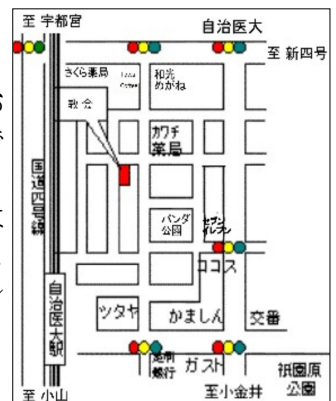 至 宇都宮
自治医大
至 新四号
さくら薬局
和光
めがね
教 会
カワチ
薬局
国道四号線
パンダ
公園
セブン
イレブン
ココス
自治医大駅
ツタヤ
かましん
交番
銀行
ガスト
祇園原
公園
至 小山
至小金井